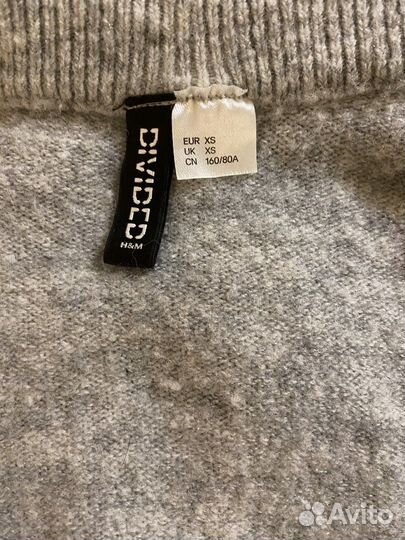 DIVIDED
H&M
EUR XS
UK XS
CN 160/80A
Avito